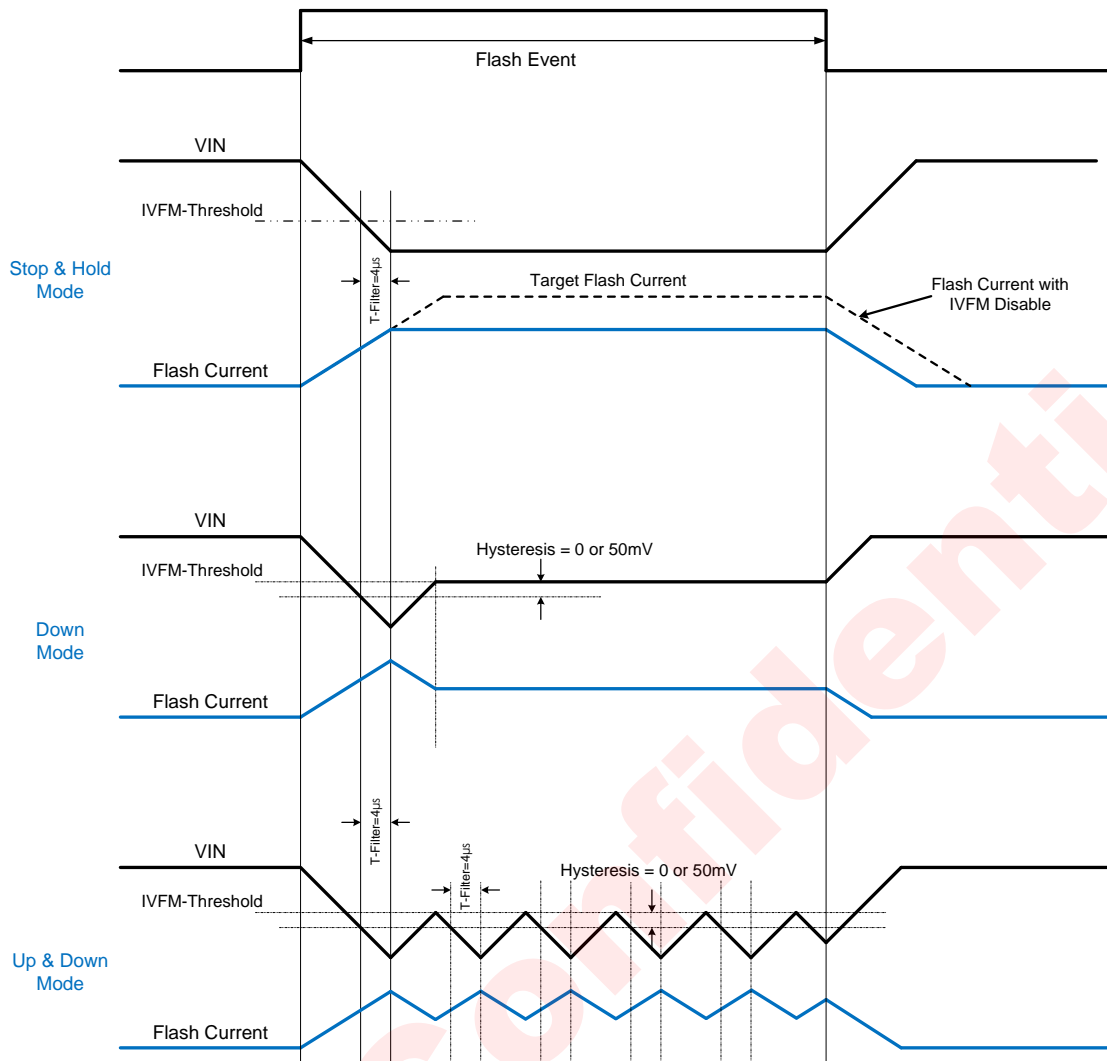 Flash Event
VIN
IVFM-Threshold
Stop & Hold
Mode
T-Filter=4μs
Target Flash Current
Flash Current with
IVFM Disable
Flash Current
VIN
IVFM-Threshold
Hysteresis = 0 or 50mV
Down
Mode
Flash Current
T-Filter=4μs
VIN
IVFM-Threshold
T-Filter=4μs
Hysteresis = 0 or 50mV
Up & Down
Mode
Flash Current
Confidenti